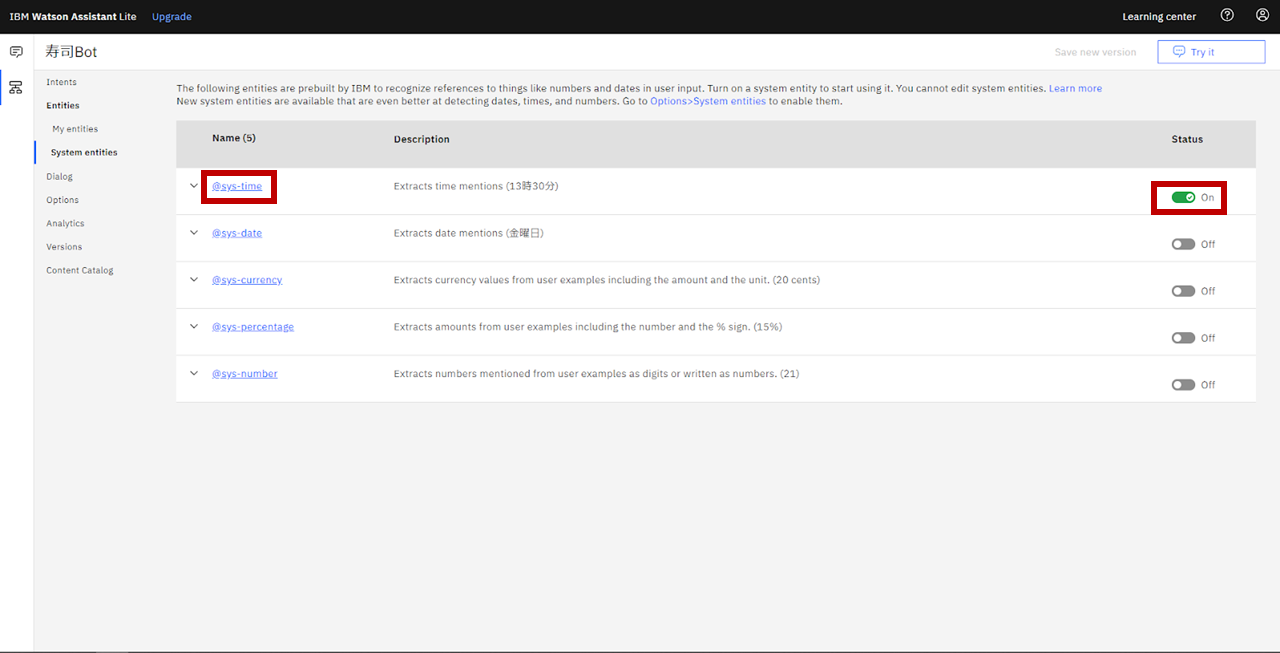 IBM Watson Assistant Lite Upgrade Learning center
寿司Bot Save new version Try it
Intents
Entities
My entities
System entities
Dialog
Options
Analytics
Versions
Content Catalog
The following entities are prebuilt by IBM to recognize references to things like numbers and dates in user input. Turn on a system entity to start using it. You cannot edit system entities. Learn more
New system entities are available that are even better at detecting dates, times, and numbers. Go to Options>System entities to enable them.
Name (5) Description Status
@sys-time Extracts time mentions (13時30分) On
@sys-date Extracts date mentions (金曜日) Off
@sys-currency Extracts currency values from user examples including the amount and the unit. (20 cents) Off
@sys-percentage Extracts amounts from user examples including the number and the % sign. (15%) Off
@sys-number Extracts numbers mentioned from user examples as digits or written as numbers. (21) Off